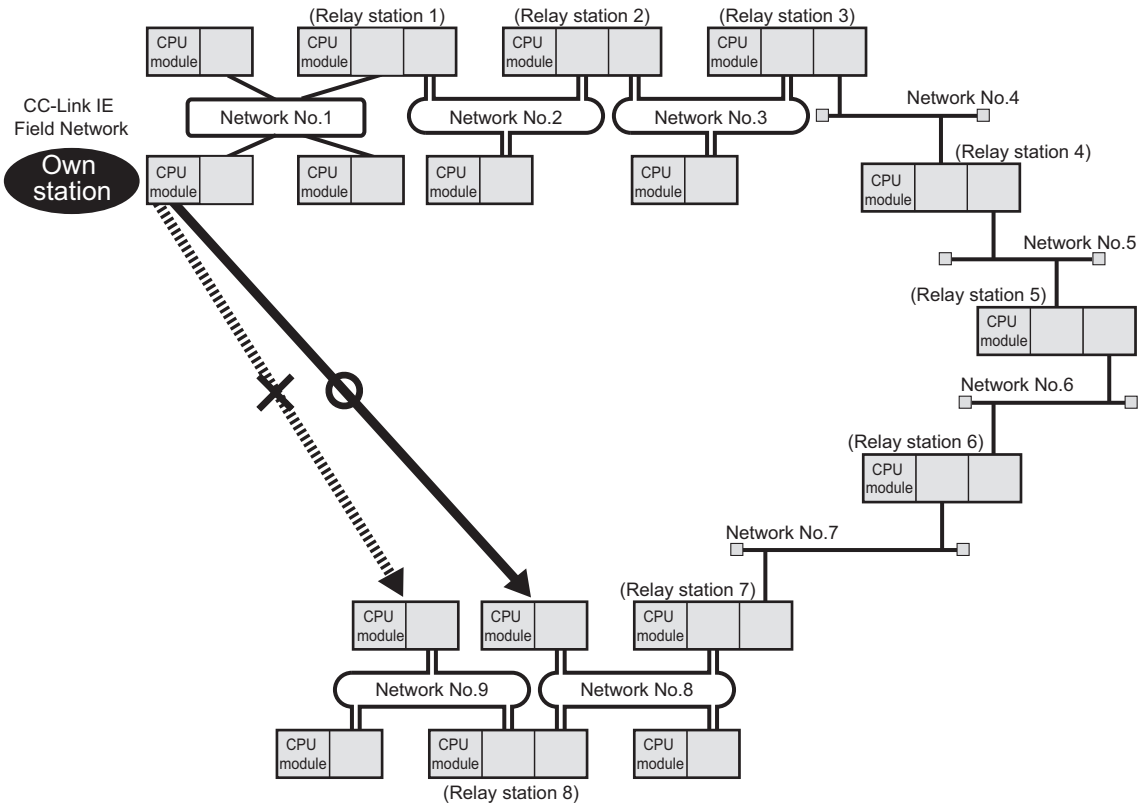 (Relay station 1)
(Relay station 2)
(Relay station 3)
CPU
module
CPU
module
CPU
module
CPU
module
CC-Link IE
Field Network
Network No.1
Network No.2
Network No.3
Network No.4
Own
station
CPU
module
CPU
module
CPU
module
CPU
module
(Relay station 4)
CPU
module
Network No.5
(Relay station 5)
CPU
module
Network No.6
(Relay station 6)
CPU
module
Network No.7
(Relay station 7)
CPU
module
CPU
module
CPU
module
Network No.9
Network No.8
CPU
module
CPU
module
CPU
module
(Relay station 8)